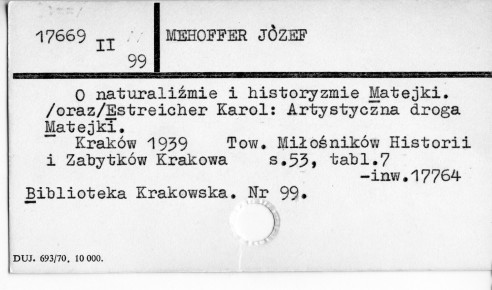 17669 II
99
MEHOFFER JÒZEF
O naturaliźmie i historyzmie Matejki.
/oraz/Estreicher Karol: Artystyczna droga
Matejki.
Kraków 1939 Tow. Miłośników Historii
i Zabytków Krakowa s.53, tabl.7
-inw.17764
Biblioteka Krakowska. Nr 99.
DUJ. 693/70. 10 000.